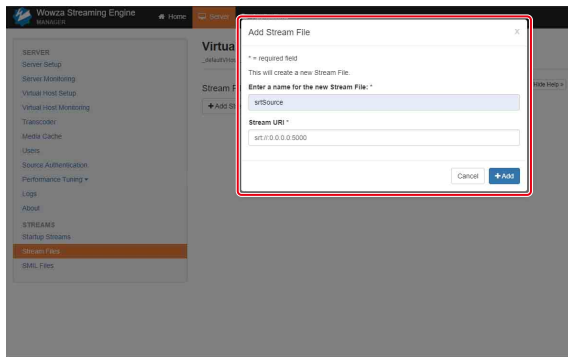 Wowza Streaming Engine
MANAGER
Home
Server
SERVER
Server Setup
Server Monitoring
Virtual Host Setup
Virtual Host Monitoring
Transcoder
Media Cache
Users
Source Authentication
Performance Tuning
Logs
About
STREAMS
Startup Streams
Stream Files
SMIL Files
Virtua
Stream F
+Add St
Hide Help
Add Stream File
x
* = required field
This will create a new Stream File.
Enter a name for the new Stream File: *
srtSource
Stream URI *
srt://:0.0.0.0:5000
Cancel
+Add